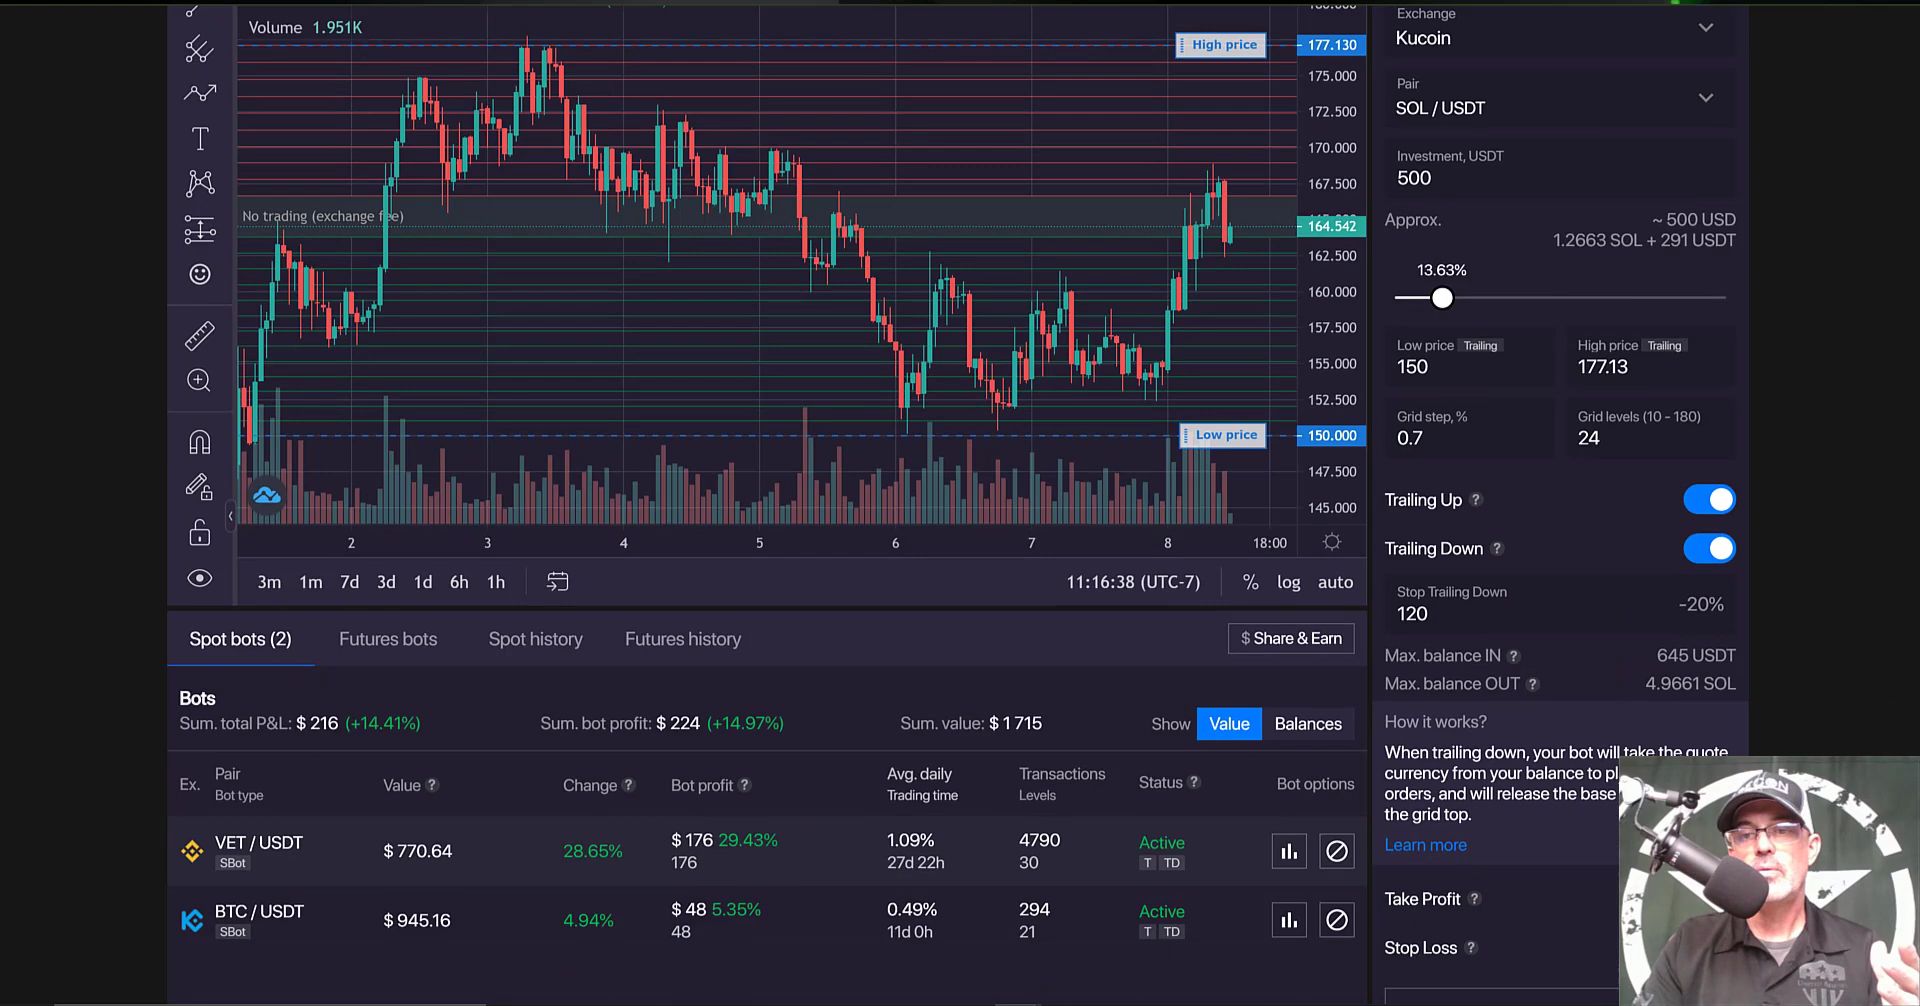 Volume 1.951K
High price
177.130
175.000
172.500
170.000
167.500
No trading (exchange fee)
164.542
162.500
160.000
157.500
155.000
152.500
Low price
150.000
147.500
145.000
2 3 4 5 6 7 8 18:00
3m 1m 7d 3d 1d 6h 1h
11:16:38 (UTC-7) % log auto
Exchange
Kucoin
Pair
SOL / USDT
Investment, USDT
500
Approx. ~ 500 USD
1.2663 SOL + 291 USDT
13.63%
Low price Trailing High price Trailing
150 177.13
Grid step, % Grid levels (10 - 180)
0.7 24
Trailing Up ?
Trailing Down ?
Stop Trailing Down
120 -20%
Max. balance IN ? 645 USDT
Max. balance OUT ? 4.9661 SOL
How it works?
When trailing down, your bot will take the quote
currency from your balance to pl
orders, and will release the base
the grid top.
Learn more
Take Profit ?
Stop Loss ?
Spot bots (2) Futures bots Spot history Futures history $ Share & Earn
Bots
Sum. total P&L: $ 216 (+14.41%) Sum. bot profit: $ 224 (+14.97%) Sum. value: $ 1 715 Show Value Balances
Ex. Pair Value ? Change ? Bot profit ? Avg. daily Transactions Status ? Bot options
Bot type Trading time Levels
VET / USDT $ 770.64 28.65% $ 176 29.43% 1.09% 4790 Active
SBot 176 27d 22h 30 T TD
BTC / USDT $ 945.16 4.94% $ 48 5.35% 0.49% 294 Active
SBot 48 11d 0h 21 T TD